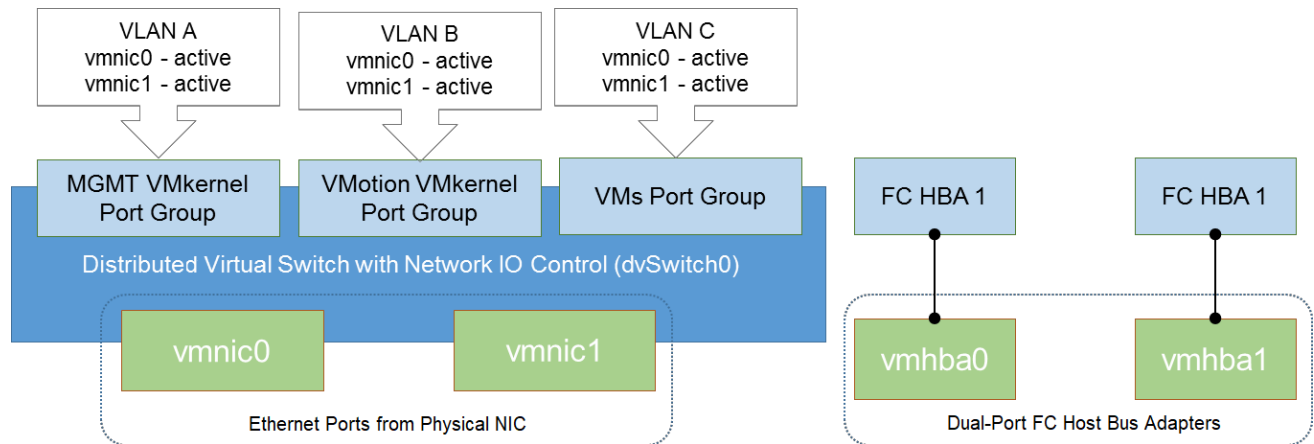 VLAN A
vmnic0 - active
vmnic1 - active
VLAN B
vmnic0 - active
vmnic1 - active
VLAN C
vmnic0 - active
vmnic1 - active
MGMT VMkernel
Port Group
VMotion VMkernel
Port Group
VMs Port Group
FC HBA 1
FC HBA 1
Distributed Virtual Switch with Network IO Control (dvSwitch0)
vmnic0
vmnic1
vmhba0
vmhba1
Ethernet Ports from Physical NIC
Dual-Port FC Host Bus Adapters